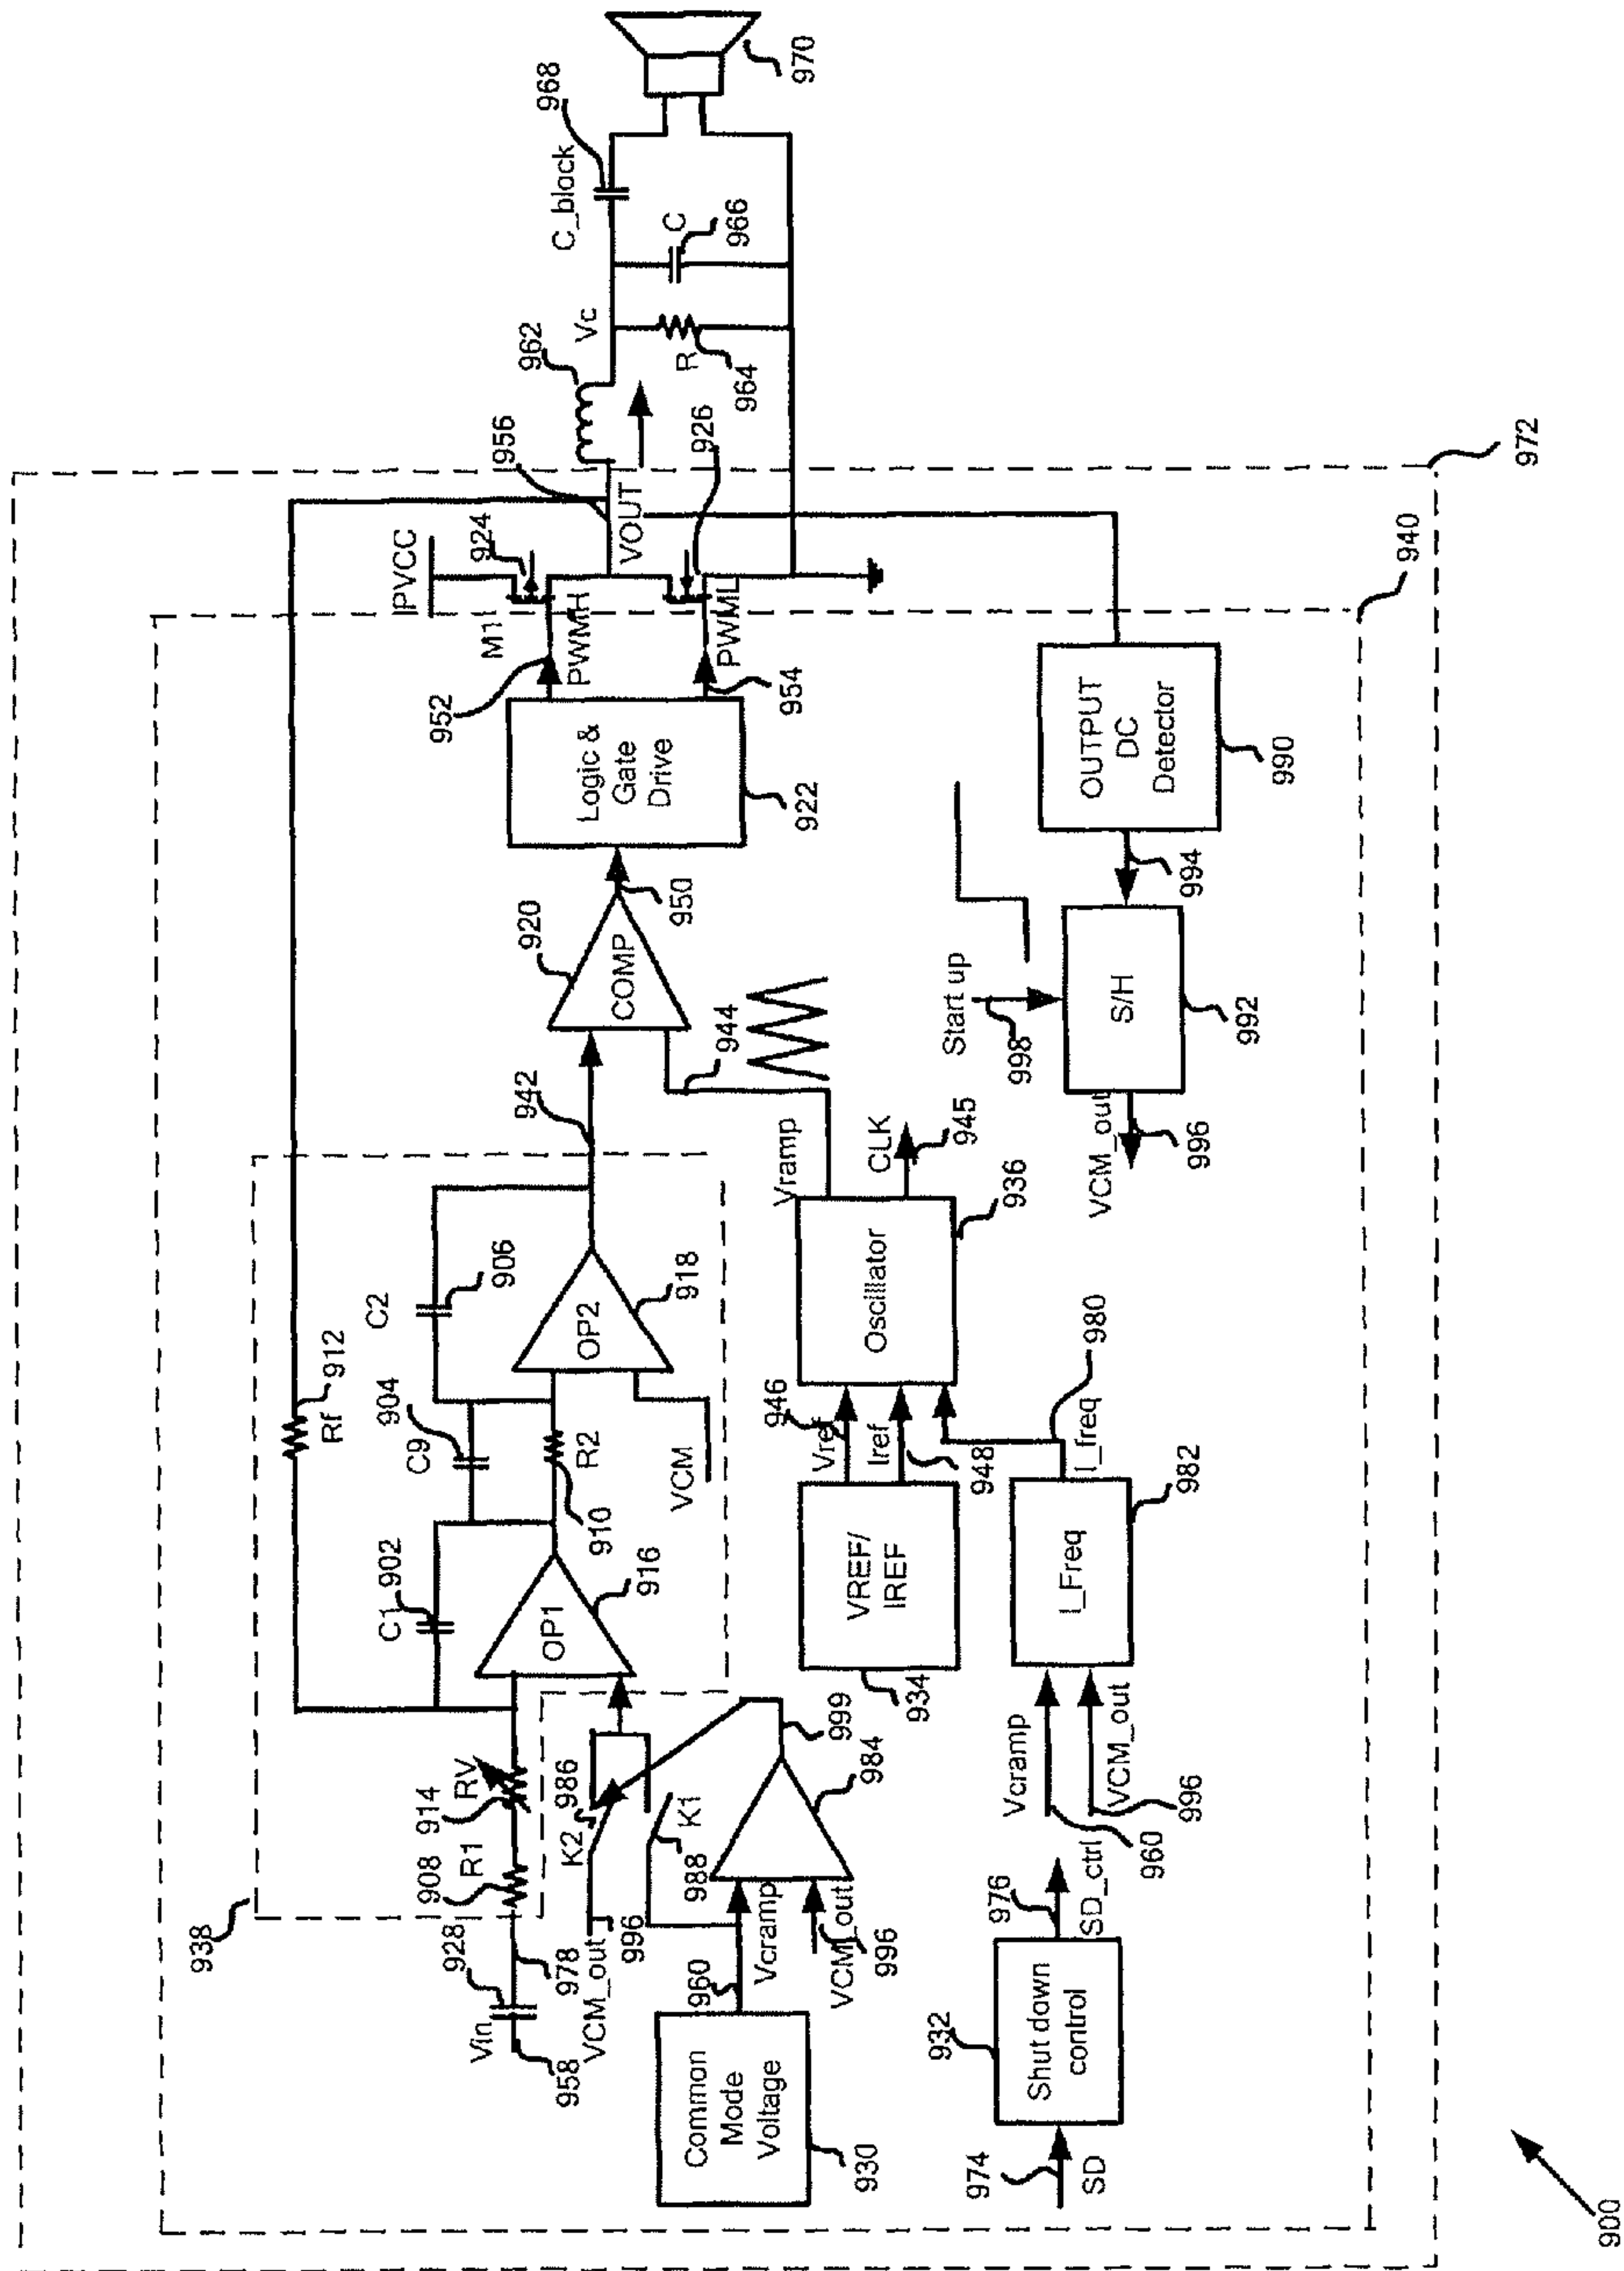 938
Vin
958
928
978
908
R1
914
RV
C1
902
OP1
916
Rf
912
C9
904
R2
910
C2
906
OP2
918
VCM
942
920
COMP
950
944
952
Logic &
Gate
Drive
922
M1
PWMH
PWML
954
PVCC
924
VOUT
956
926
962
Vc
R
964
C
966
C_block
968
970
972
940
VCM_out
996
K2
986
K1
988
Common
Mode
Voltage
930
960
Vcramp
VCM_out
996
984
999
VREF/
IREF
934
Vref
946
Iref
948
Oscillator
936
Vramp
CLK
945
SD
974
Shut down
control
932
976
SD_ctrl
Vcramp
960
VCM_out
996
I_Freq
982
I_freq
980
VCM_out
996
S/H
992
Start up
998
994
OUTPUT
DC
Detector
990
900